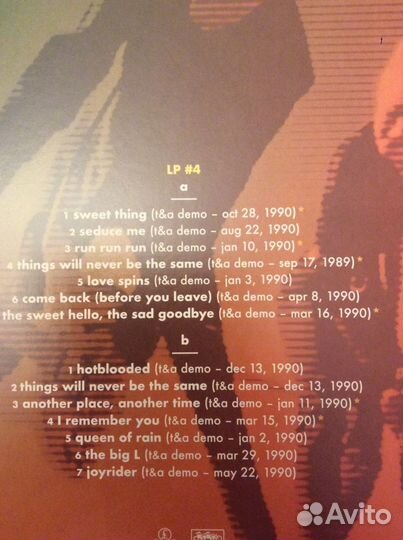 LP #4
a
1 sweet thing (t&a demo – oct 28, 1990)*
2 seduce me (t&a demo – aug 22, 1990)
3 run run run (t&a demo – jan 10, 1990)*
4 things will never be the same (t&a demo – sep 17, 1989)*
5 love spins (t&a demo – jan 3, 1990)
6 come back (before you leave) (t&a demo – apr 8, 1990)
the sweet hello, the sad goodbye (t&a demo – mar 16, 1990)*
b
1 hotblooded (t&a demo – dec 13, 1990)
2 things will never be the same (t&a demo – dec 13, 1990)
3 another place, another time (t&a demo – jan 11, 1990)*
4 I remember you (t&a demo – mar 15, 1990)*
5 queen of rain (t&a demo – jan 2, 1990)
6 the big L (t&a demo – mar 29, 1990)
7 joyrider (t&a demo – may 22, 1990)
Avito